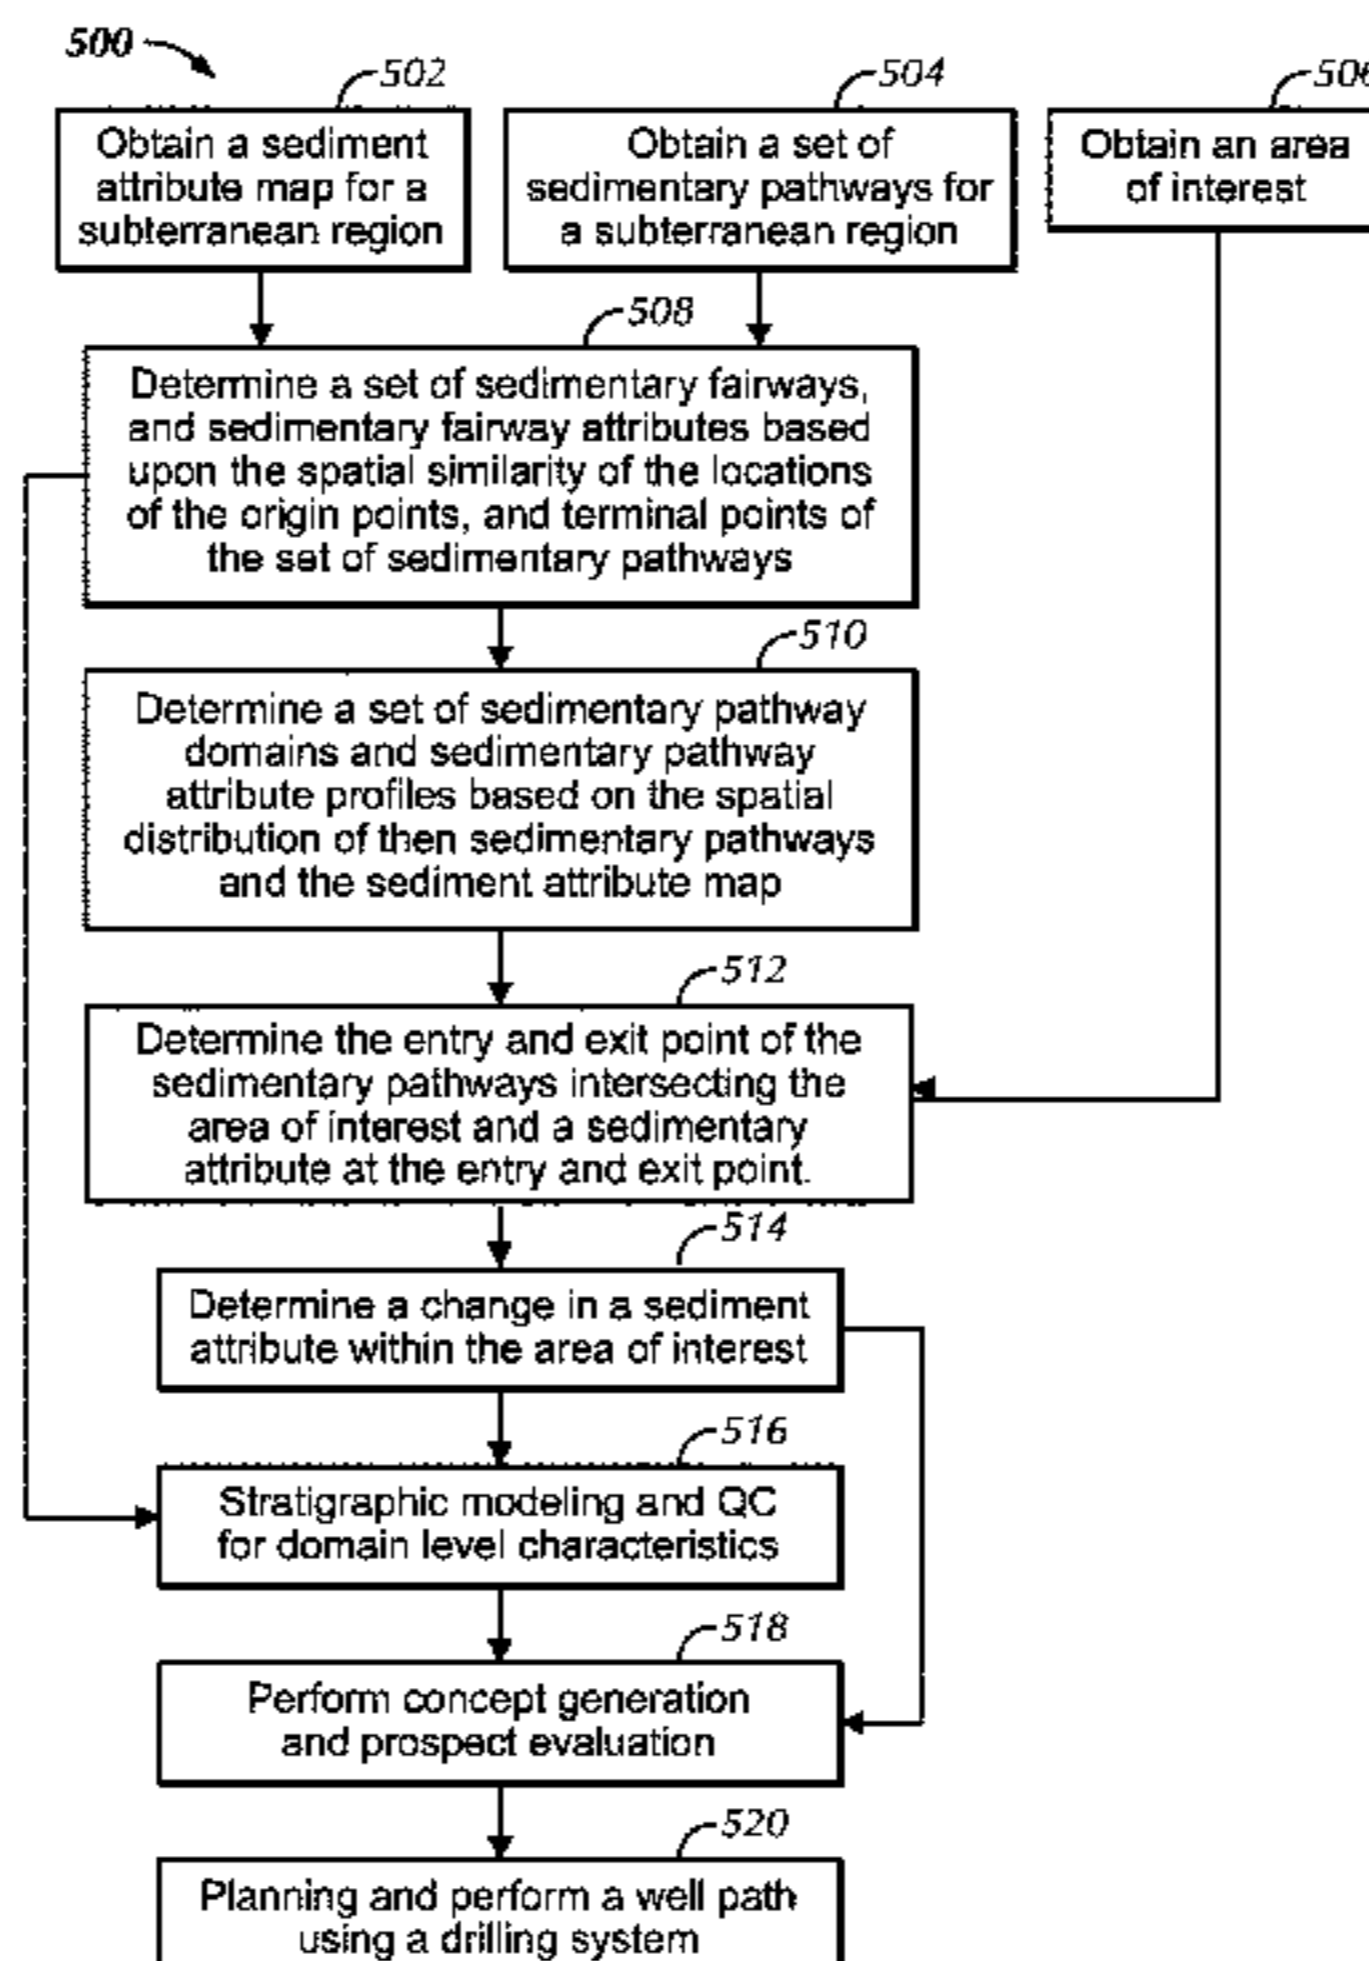 500
502
504
506
Obtain a sediment
attribute map for a
subterranean region
Obtain a set of
sedimentary pathways for
a subterranean region
Obtain an area
of interest
508
Determine a set of sedimentary fairways,
and sedimentary fairway attributes based
upon the spatial similarity of the locations
of the origin points, and terminal points of
the set of sedimentary pathways
510
Determine a set of sedimentary pathway
domains and sedimentary pathway
attribute profiles based on the spatial
distribution of then sedimentary pathways
and the sediment attribute map
512
Determine the entry and exit point of the
sedimentary pathways intersecting the
area of interest and a sedimentary
attribute at the entry and exit point.
514
Determine a change in a sediment
attribute within the area of interest
516
Stratigraphic modeling and QC
for domain level characteristics
518
Perform concept generation
and prospect evaluation
520
Planning and perform a well path
using a drilling system